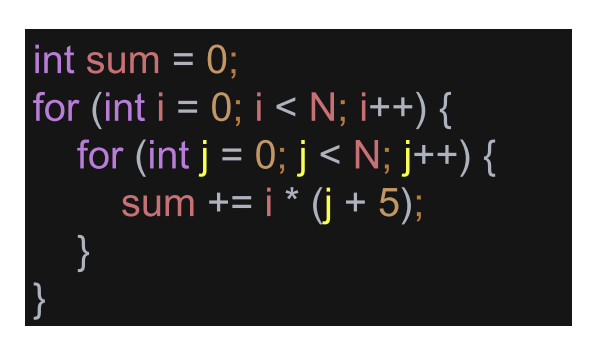 int sum = 0;
for (int i = 0; i < N; i++) {
    for (int j = 0; j < N; j++) {
        sum += i * (j + 5);
    }
}